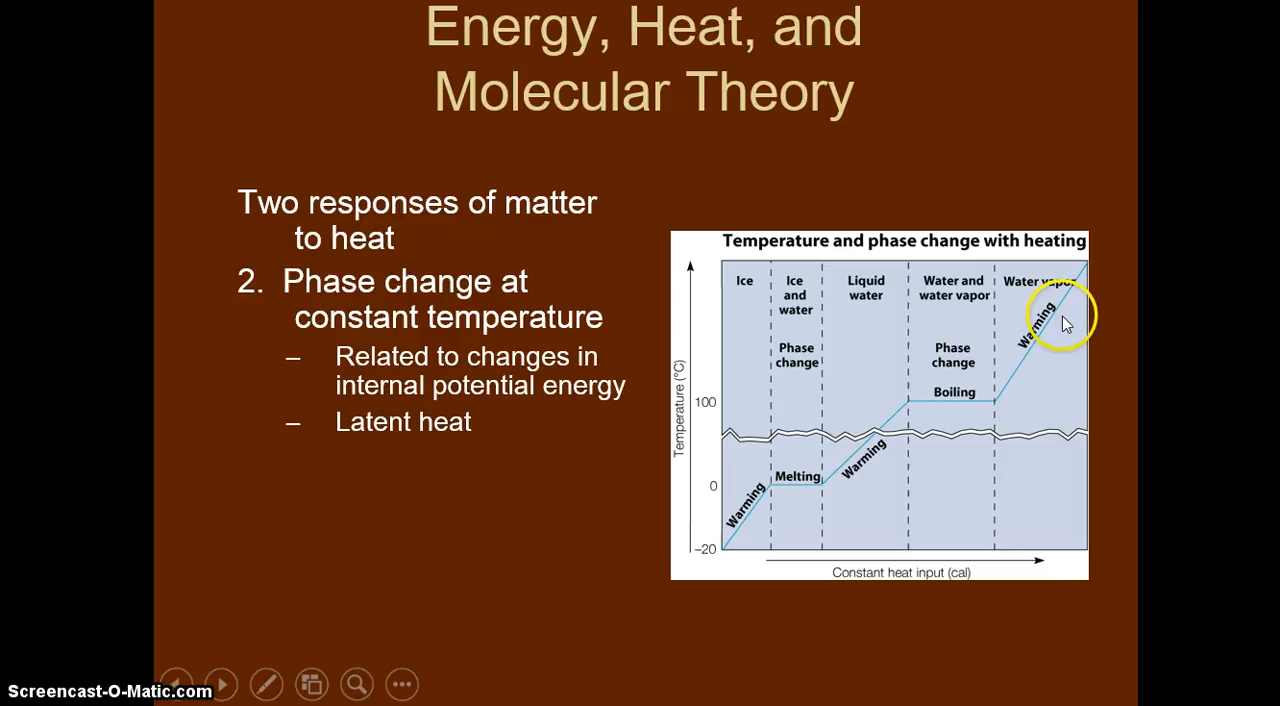 Energy, Heat, and
Molecular Theory
Two responses of matter
to heat
2. Phase change at
constant temperature
– Related to changes in
internal potential energy
– Latent heat
Temperature and phase change with heating
Ice
Ice
and
water
Liquid
water
Water and
water vapor
Water vapor
Phase
change
Phase
change
Boiling
Melting
Warming
Warming
Warming
Temperature (°C)
100
0
–20
Constant heat input (cal)
Screencast-O-Matic.com